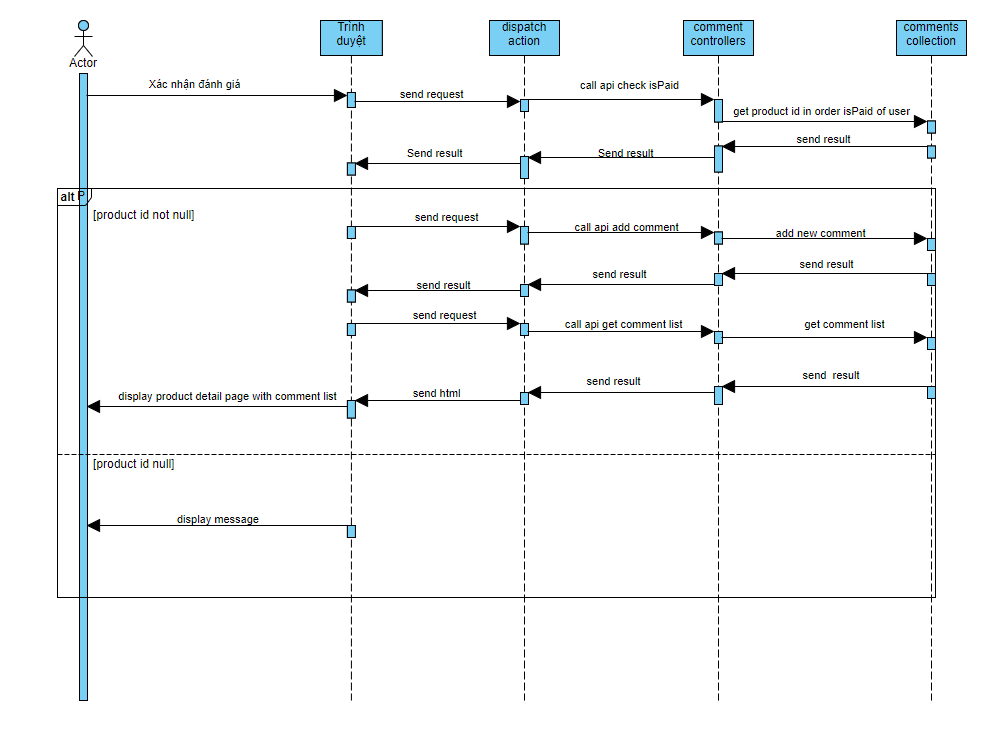 Actor
Trình
duyệt
dispatch
action
comment
controllers
comments
collection
Xác nhận đánh giá
send request
call api check isPaid
get product id in order isPaid of user
send result
Send result
Send result
alt
[product id not null]
send request
call api add comment
add new comment
send result
send result
send result
send request
call api get comment list
get comment list
send result
send result
send html
display product detail page with comment list
[product id null]
display message